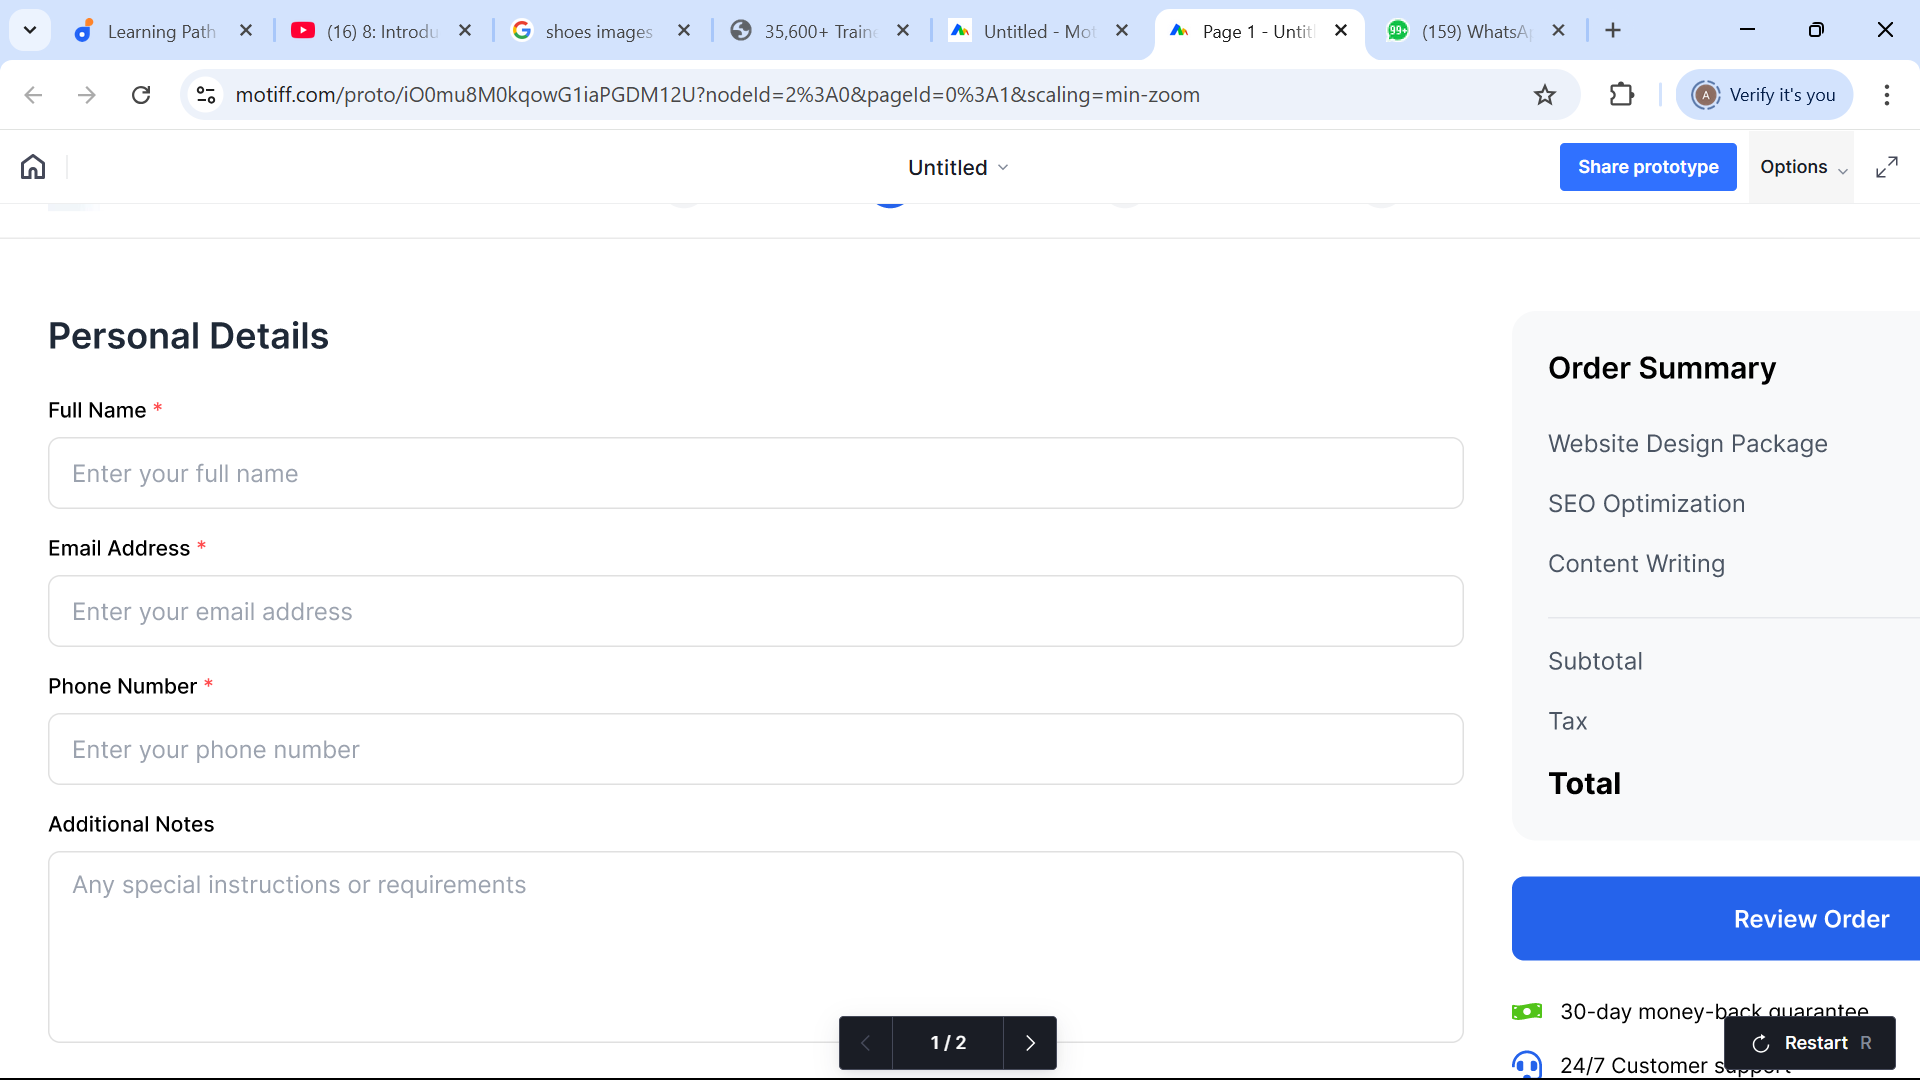 Learning Path
(16) 8: Introdu
shoes images
35,600+ Traine
Untitled - Mot
Page 1 - Untit
99+
(159) WhatsA
motiff.com/proto/iO0mu8M0kqowG1iaPGDM12U?nodeId=2%3A0&pageId=0%3A1&scaling=min-zoom
A
Verify it's you
Untitled
Share prototype
Options
Personal Details
Full Name *
Enter your full name
Email Address *
Enter your email address
Phone Number *
Enter your phone number
Additional Notes
Any special instructions or requirements
Order Summary
Website Design Package
SEO Optimization
Content Writing
Subtotal
Tax
Total
Review Order
30-day money-back guarantee
24/7 Customer support
1 / 2
Restart R